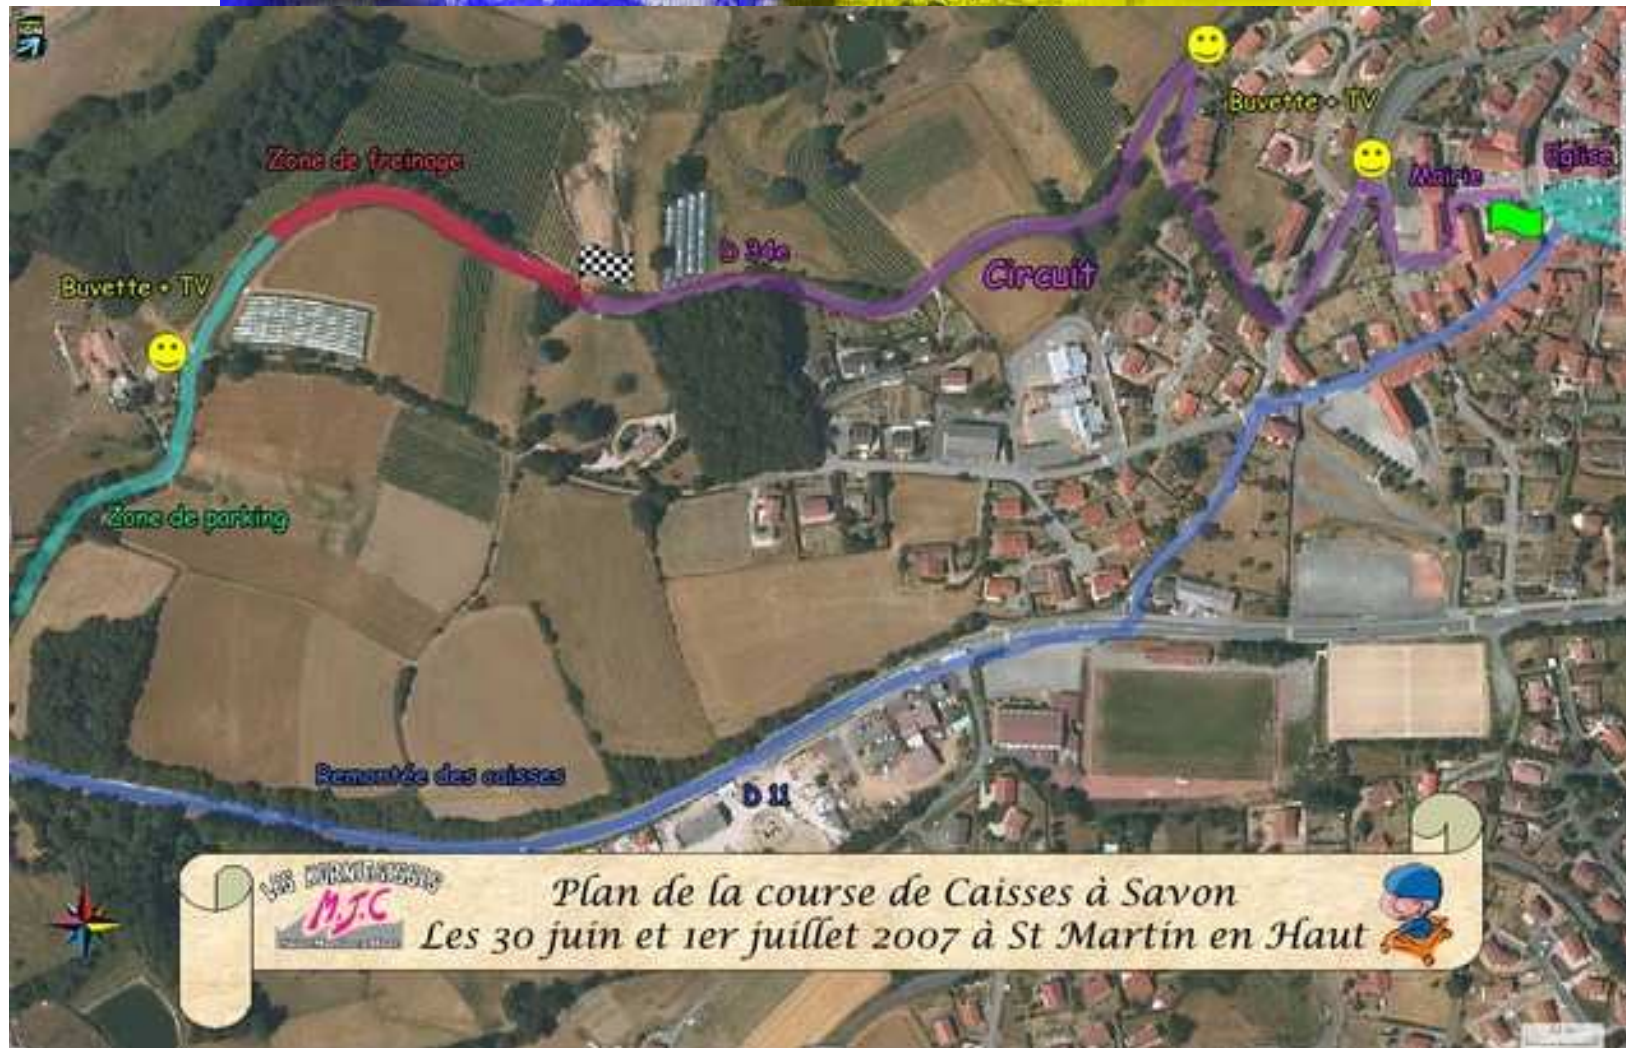 Buvette + TV
Eglise
Zone de freinage
Mairie
D 34e
Circuit
Buvette + TV
Zone de parking
Remontée des caisses
D 11
M.J.C
Plan de la course de Caisses à Savon
Les 30 juin et 1er juillet 2007 à St Martin en Haut